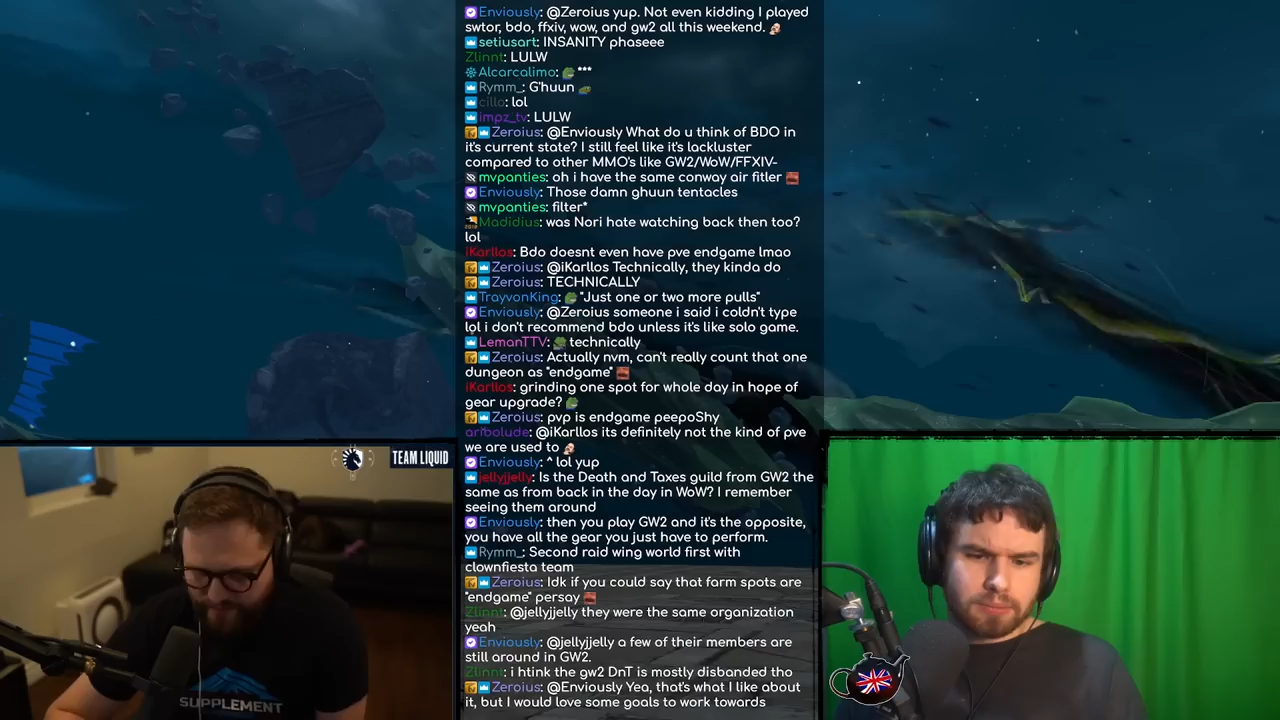 Enviously: @Zeroius yup. Not even kidding I played
swtor, bdo, ffxiv, wow, and gw2 all this weekend.
setiusart: INSANITY phaseee
Zlinnt: LULW
Alcarcalimo: ***
Rymm_: G'huun
cillo: lol
impz_tv: LULW
Zeroius: @Enviously What do u think of BDO in
it's current state? I still feel like it's lackluster
compared to other MMO's like GW2/WoW/FFXIV-
mvpanties: oh i have the same conway air fitler
Enviously: Those damn ghuun tentacles
mvpanties: filter*
Madidius: was Nori hate watching back then too?
lol
iKarllos: Bdo doesnt even have pve endgame lmao
Zeroius: @iKarllos Technically, they kinda do
Zeroius: TECHNICALLY
TrayvonKing: "Just one or two more pulls"
Enviously: @Zeroius someone i said i coldn't type
lol i don't recommend bdo unless it's like solo game.
LemanTTV: technically
Zeroius: Actually nvm, can't really count that one
dungeon as "endgame"
iKarllos: grinding one spot for whole day in hope of
gear upgrade?
Zeroius: pvp is endgame peepoShy
aribolude: @iKarllos its definitely not the kind of pve
we are used to
Enviously: ^ lol yup
jellyjjelly: Is the Death and Taxes guild from GW2 the
same as from back in the day in WoW? I remember
seeing them around
Enviously: then you play GW2 and it's the opposite,
you have all the gear you just have to perform.
Rymm_: Second raid wing world first with
clownfiesta team
Zeroius: Idk if you could say that farm spots are
"endgame" persay
Zlinnt: @jellyjjelly they were the same organization
yeah
Enviously: @jellyjjelly a few of their members are
still around in GW2.
Zlinnt: i htink the gw2 DnT is mostly disbanded tho
Zeroius: @Enviously Yea, that's what I like about
it, but I would love some goals to work towards
TEAM LIQUID
SUPPLEMENT